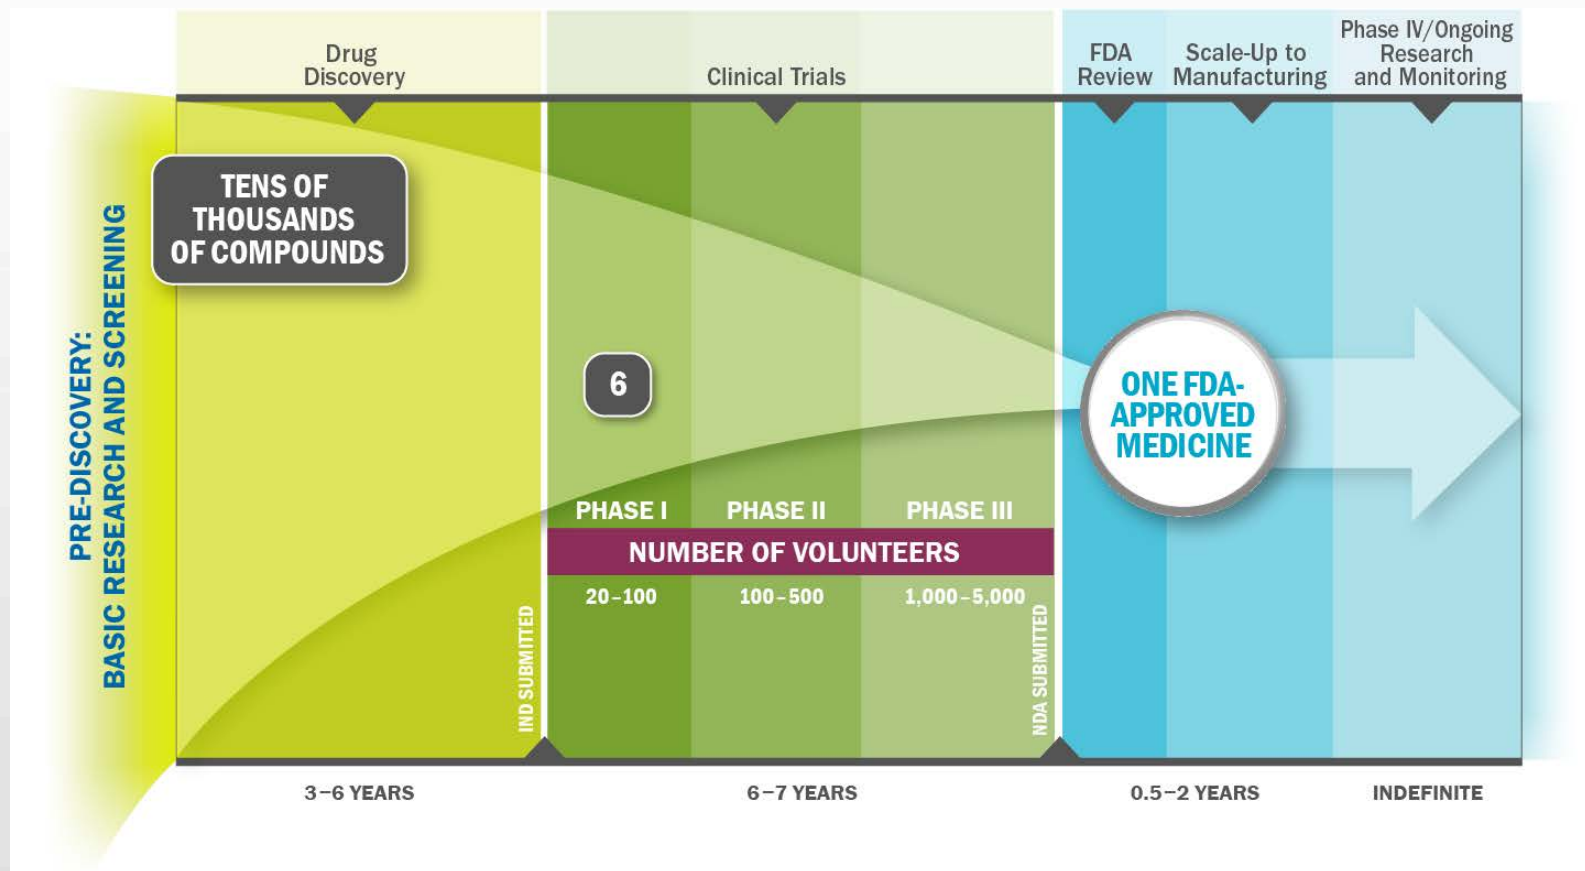 Drug
Discovery
Clinical Trials
FDA
Review
Scale-Up to
Manufacturing
Phase IV/Ongoing
Research
and Monitoring
PRE-DISCOVERY:
BASIC RESEARCH AND SCREENING
TENS OF
THOUSANDS
OF COMPOUNDS
6
ONE FDA-
APPROVED
MEDICINE
PHASE I
PHASE II
PHASE III
NUMBER OF VOLUNTEERS
20–100
100–500
1,000–5,000
IND SUBMITTED
NDA SUBMITTED
3–6 YEARS
6–7 YEARS
0.5–2 YEARS
INDEFINITE